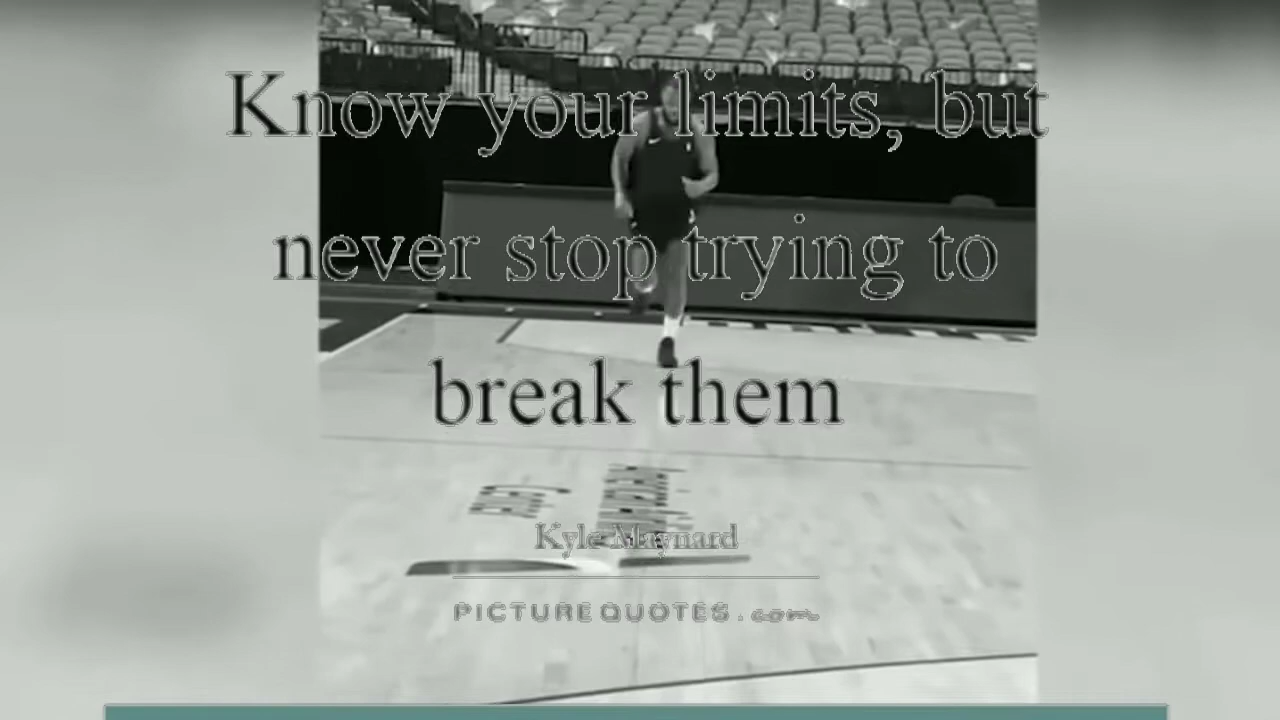 Know your limits, but
never stop trying to
break them
Kyle Maynard
PICTUREQUOTES.com